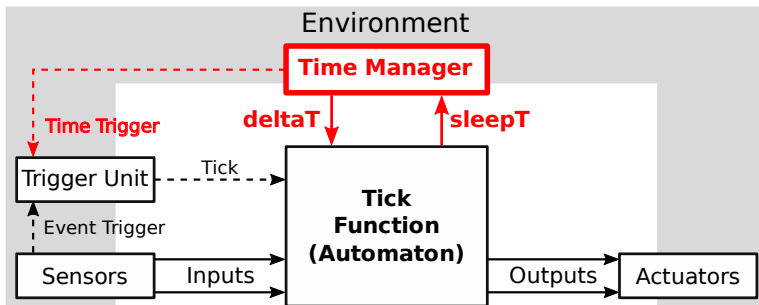 Environment
Time Manager
deltaT
sleepT
Time Trigger
Trigger Unit
Tick
Tick
Function
(Automaton)
Event Trigger
Sensors
Inputs
Outputs
Actuators